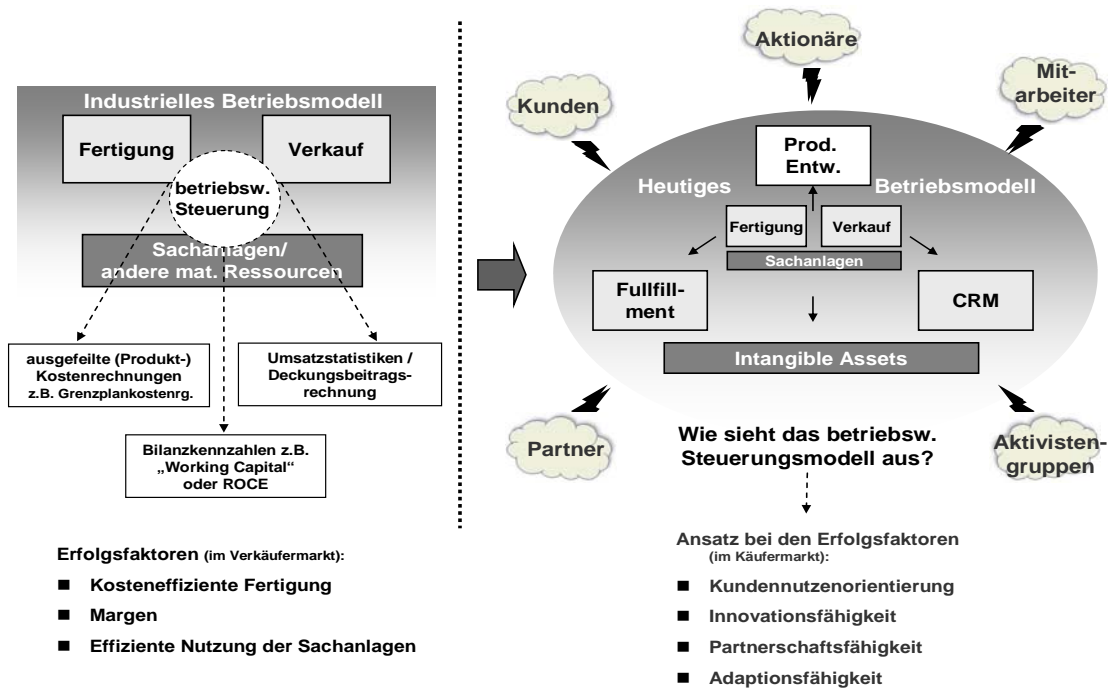 Industrielles Betriebsmodell
Fertigung
Verkauf
betriebsw.
Steuerung
Sachanlagen/
andere mat. Ressourcen
ausgefeilte (Produkt-)
Kostenrechnungen
z.B. Grenzplankostenrg.
Umsatzstatistiken /
Deckungsbeitrags-
rechnung
Bilanzkennzahlen z.B.
„Working Capital“
oder ROCE
Erfolgsfaktoren (im Verkäufermarkt):
■ Kosteneffiziente Fertigung
■ Margen
■ Effiziente Nutzung der Sachanlagen
Aktionäre
Kunden
Mit-
arbeiter
Prod.
Entw.
Heutiges Betriebsmodell
Fertigung
Verkauf
Sachanlagen
Fullfill-
ment
CRM
Intangible Assets
Partner
Aktivisten-
gruppen
Wie sieht das betriebsw.
Steuerungsmodell aus?
Ansatz bei den Erfolgsfaktoren
(im Käufermarkt):
■ Kundennutzenorientierung
■ Innovationsfähigkeit
■ Partnerschaftsfähigkeit
■ Adaptionsfähigkeit